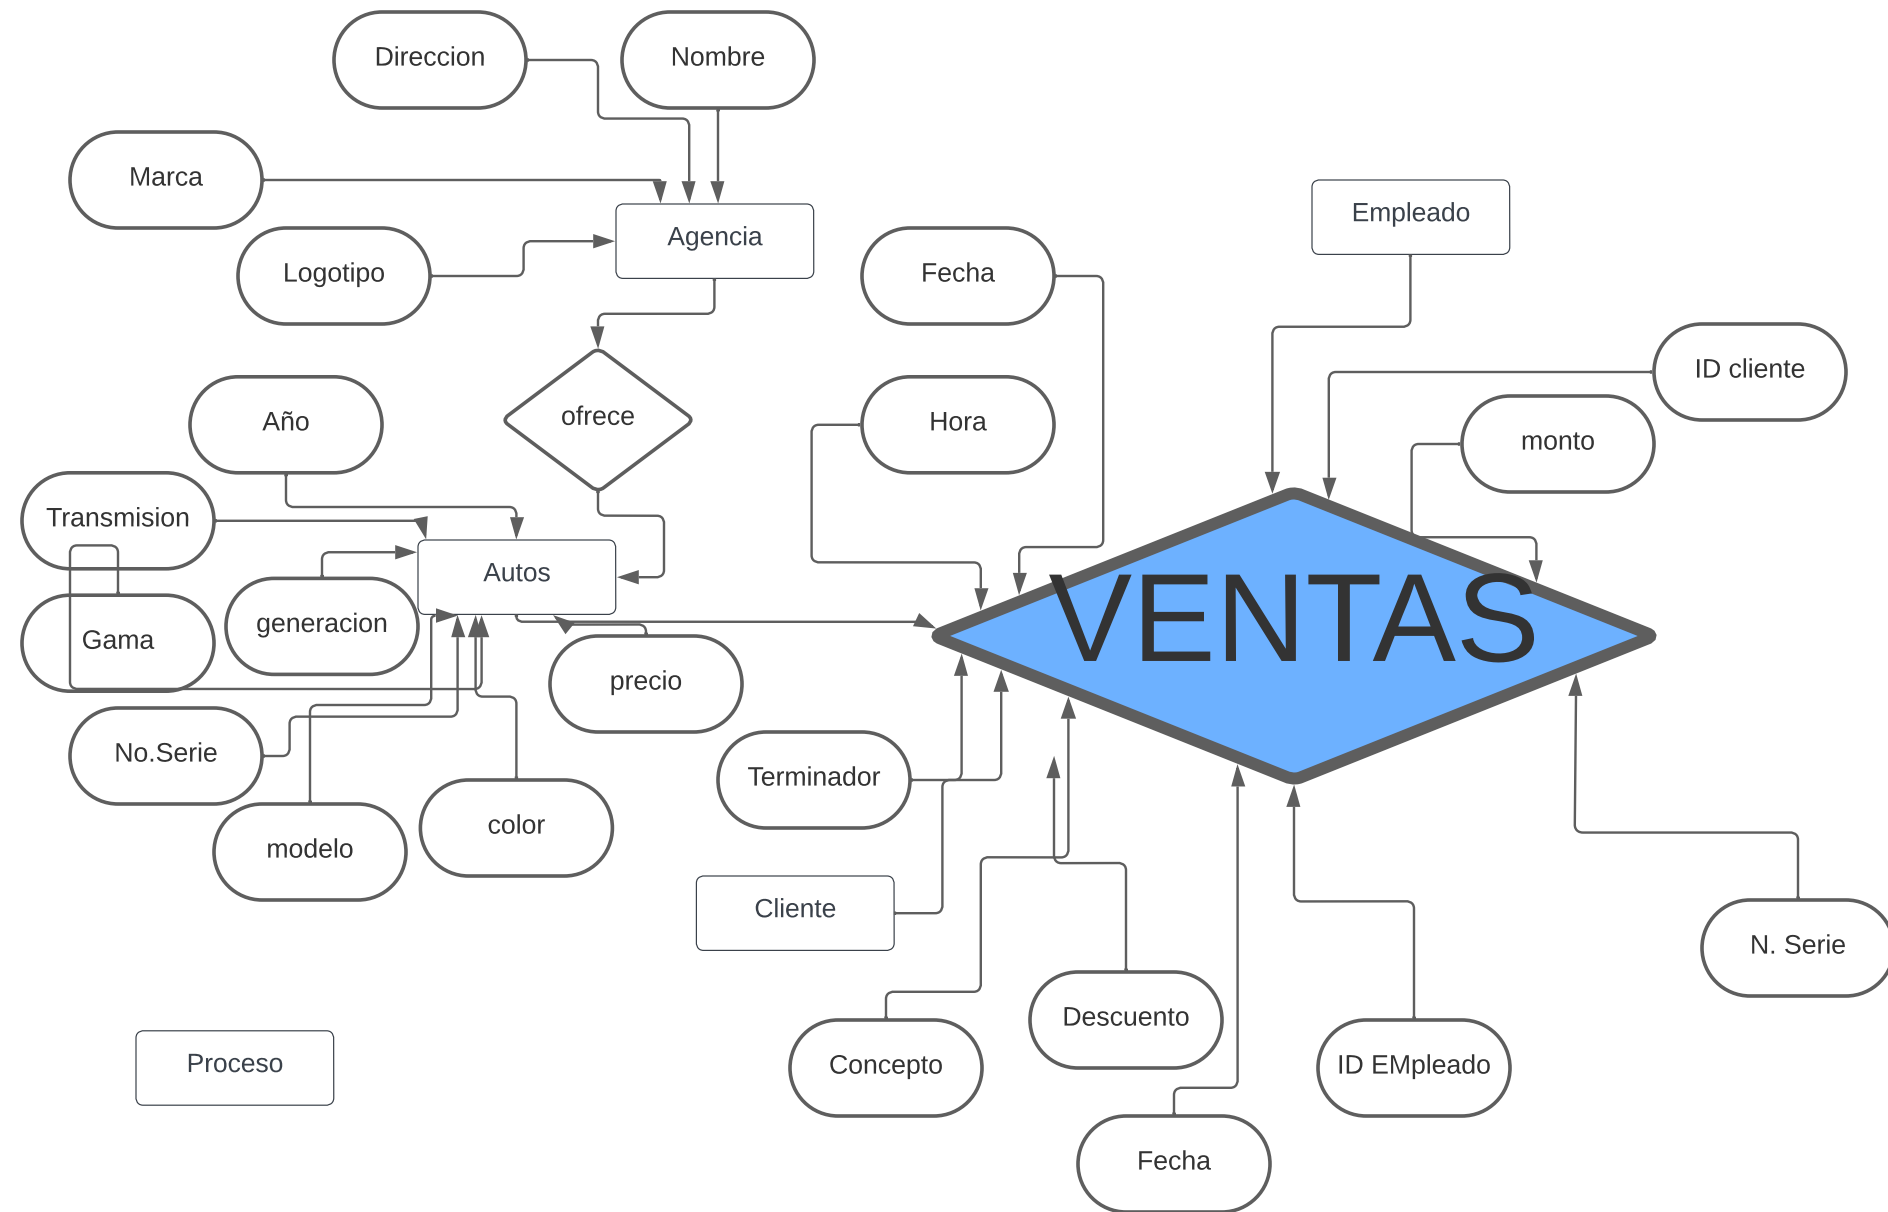 Direccion
Nombre
Marca
Agencia
Empleado
Logotipo
Fecha
ID cliente
Año
ofrece
Hora
monto
Transmision
Autos
generacion
Gama
VENTAS
precio
No.Serie
Terminador
color
modelo
Cliente
N. Serie
Descuento
Proceso
Concepto
ID EMpleado
Fecha